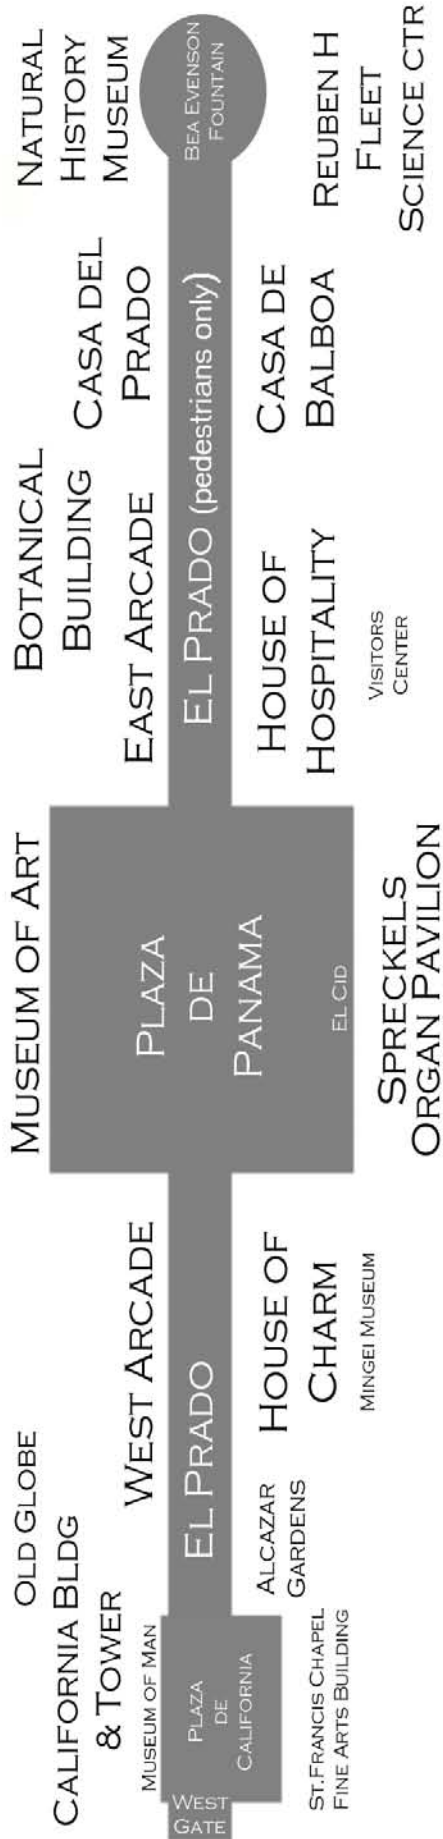 OLD GLOBE
CALIFORNIA BLDG
& TOWER
MUSEUM OF MAN
WEST ARCADE
MUSEUM OF ART
BOTANICAL
BUILDING
EAST ARCADE
CASA DEL
PRADO
NATURAL
HISTORY
MUSEUM
WEST
GATE
PLAZA
DE
CALIFORNIA
EL PRADO
PLAZA
DE
PANAMA
EL CID
EL PRADO (pedestrians only)
BEA EVENSON
FOUNTAIN
ST.FRANCIS CHAPEL
FINE ARTS BUILDING
ALCAZAR
GARDENS
HOUSE OF
CHARM
MINGEI MUSEUM
SPRECKELS
ORGAN PAVILION
HOUSE OF
HOSPITALITY
VISITORS
CENTER
CASA DE
BALBOA
REUBEN H
FLEET
SCIENCE CTR